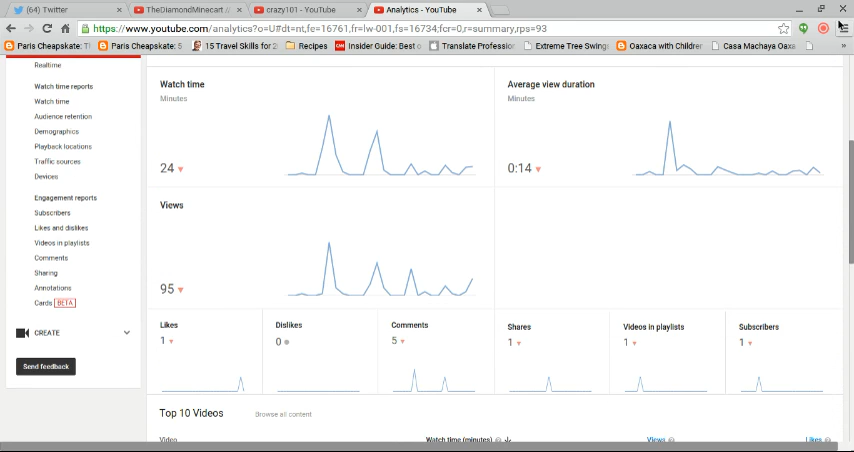 (64) Twitter
TheDiamondMinecart //
crazy101 - YouTube
Analytics - YouTube
https://www.youtube.com/analytics?o=U#dt=nt,fe=16761,fr=lw-001,fs=16734;fcr=0,r=summary,rps=93
Paris Cheapskate: Th
Paris Cheapskate: 5
15 Travel Skills for 2
Recipes
CNN Insider Guide: Best o
Translate Profession
Extreme Tree Swing
Oaxaca with Children
Casa Machaya Oaxa
»
Realtime
Watch time reports
Watch time
Audience retention
Demographics
Playback locations
Traffic sources
Devices
Engagement reports
Subscribers
Likes and dislikes
Videos in playlists
Comments
Sharing
Annotations
Cards BETA
CREATE
Send feedback
Watch time
Minutes
24
Average view duration
Minutes
0:14
Views
95
Likes
1
Dislikes
0
Comments
5
Shares
1
Videos in playlists
1
Subscribers
1
Top 10 Videos Browse all content
Video Watch time (minutes) Views Likes